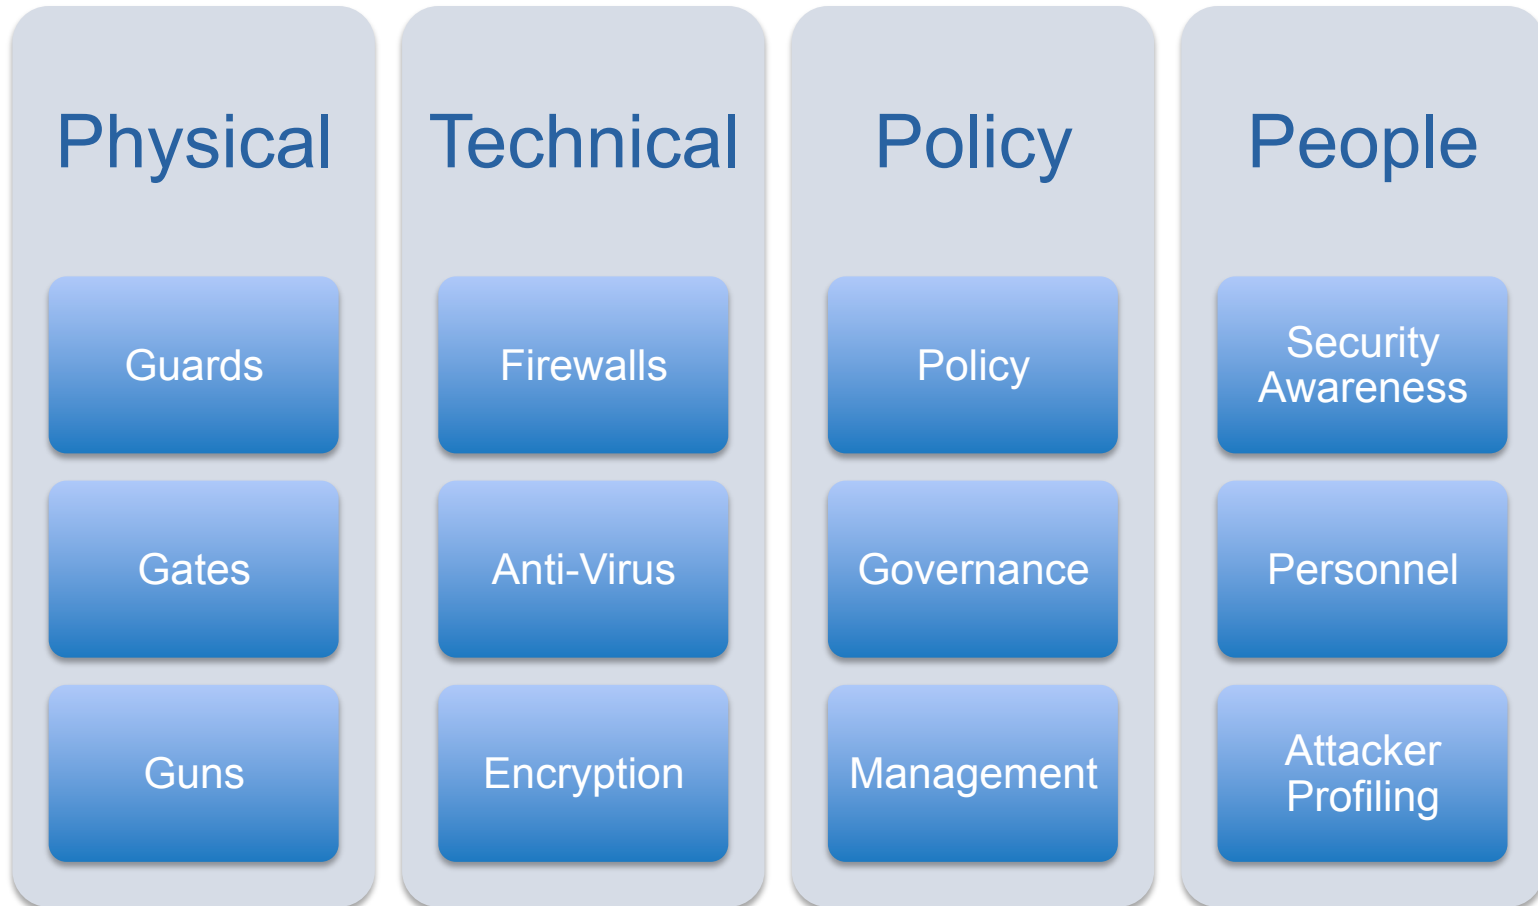 Physical
Guards
Gates
Guns
Technical
Firewalls
Anti-Virus
Encryption
Policy
Policy
Governance
Management
People
Security
Awareness
Personnel
Attacker
Profiling